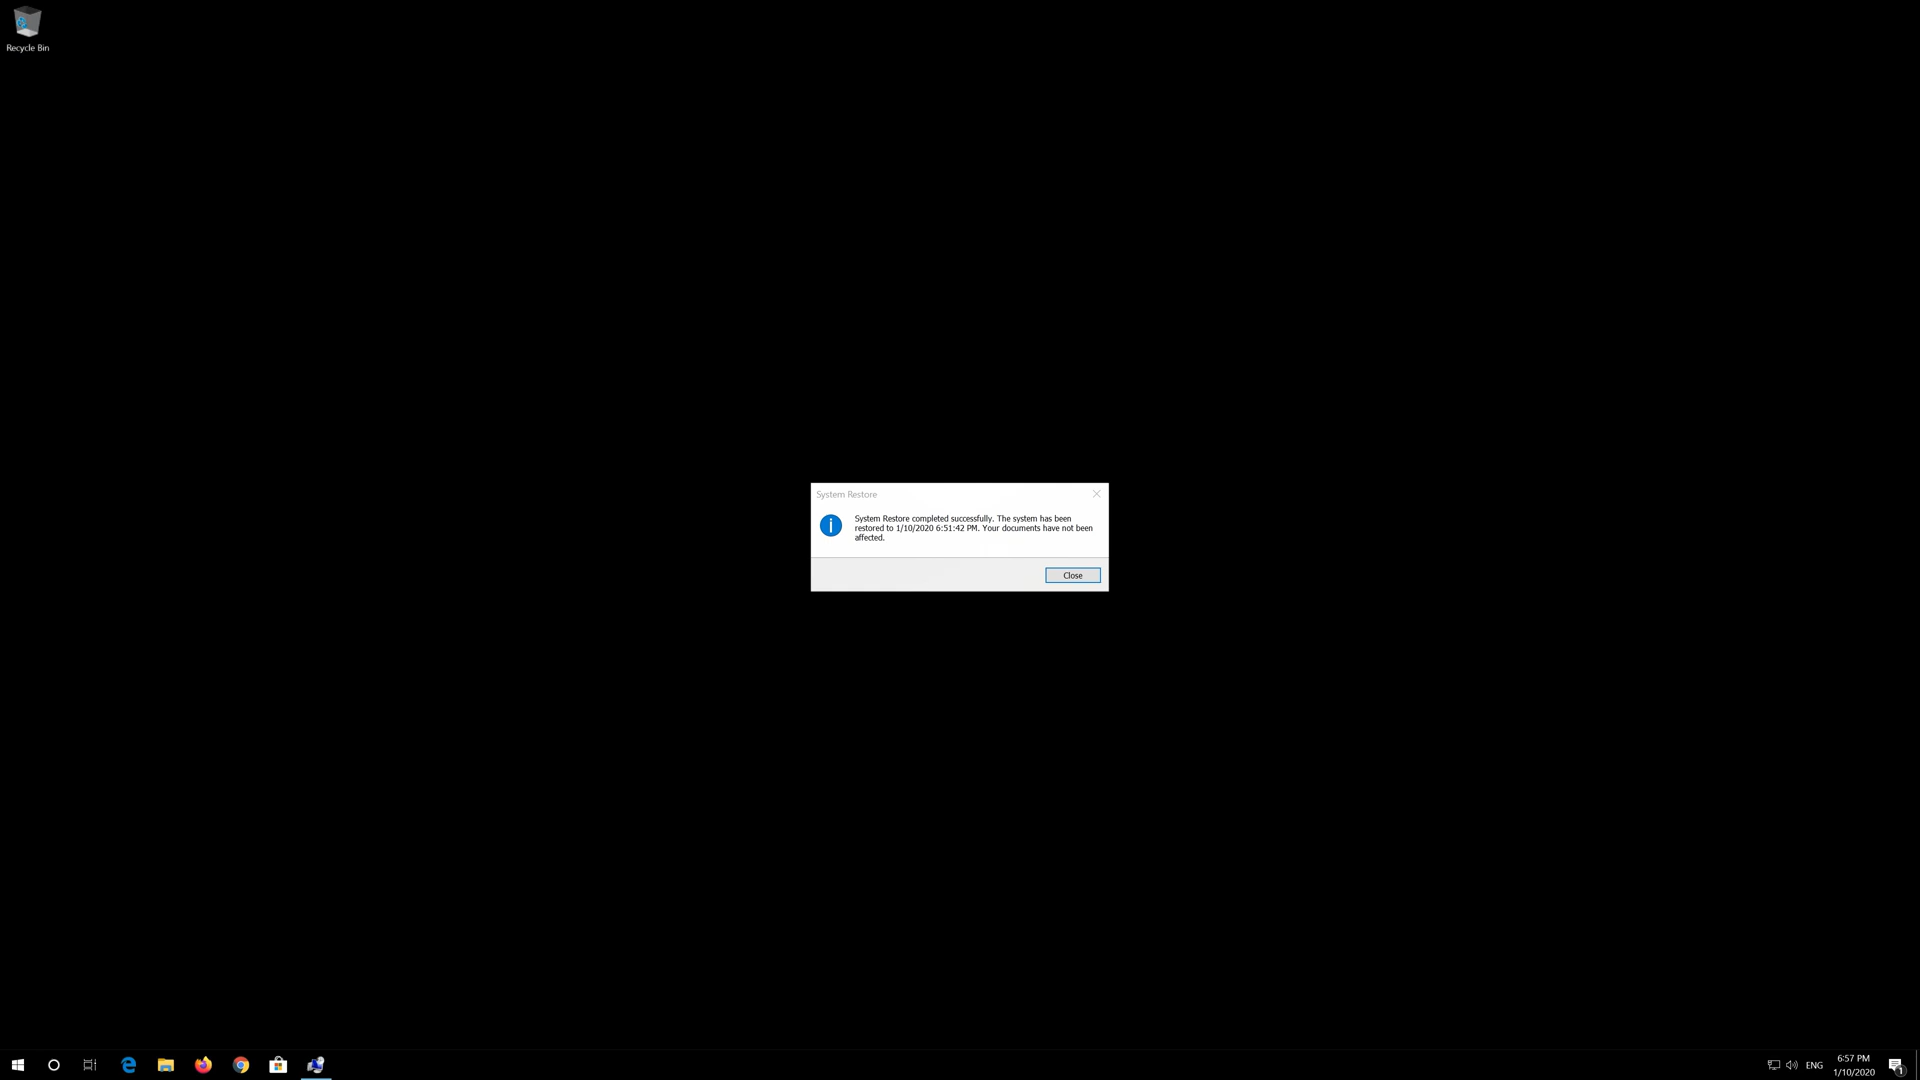 Recycle Bin
System Restore
System Restore completed successfully. The system has been
restored to 1/10/2020 6:51:42 PM. Your documents have not been
affected.
Close
ENG
6:57 PM
1/10/2020
1